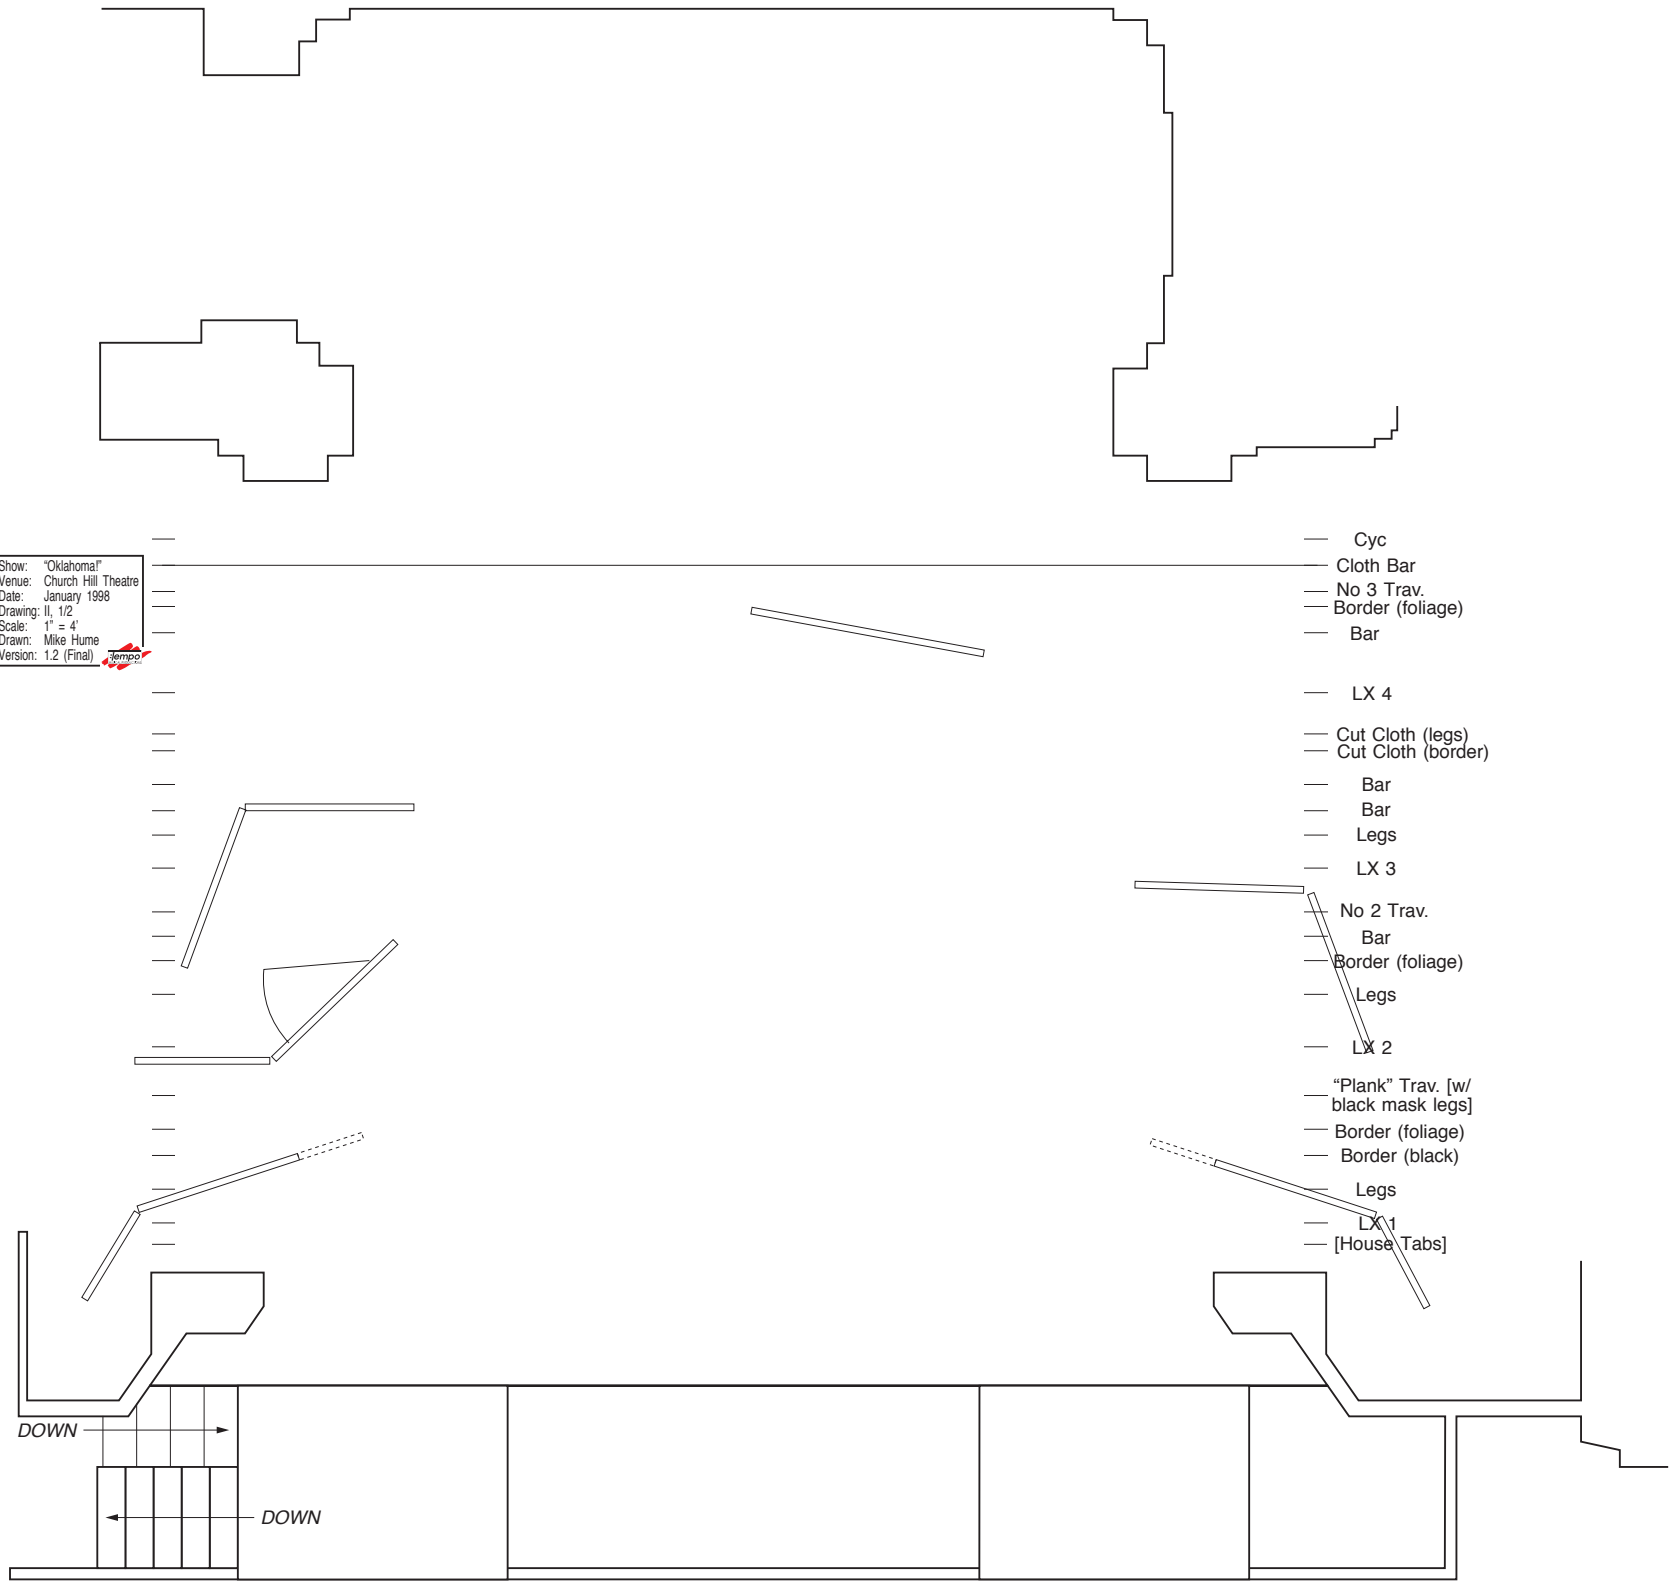 Cyc
Cloth Bar
No 3 Trav.
Border (foliage)
Bar
Show: "Oklahoma!"
Venue: Church Hill Theatre
Date: January 1998
Drawing: II, 1/2
Scale: 1" = 4'
Drawn: Mike Hume
Version: 1.2 (Final)
tempo
LX 4
Cut Cloth (legs)
Cut Cloth (border)
Bar
Bar
Legs
LX 3
No 2 Trav.
Bar
Border (foliage)
Legs
LX 2
“Plank” Trav. [w/
black mask legs]
Border (foliage)
Border (black)
Legs
LX 1
[House Tabs]
DOWN
DOWN